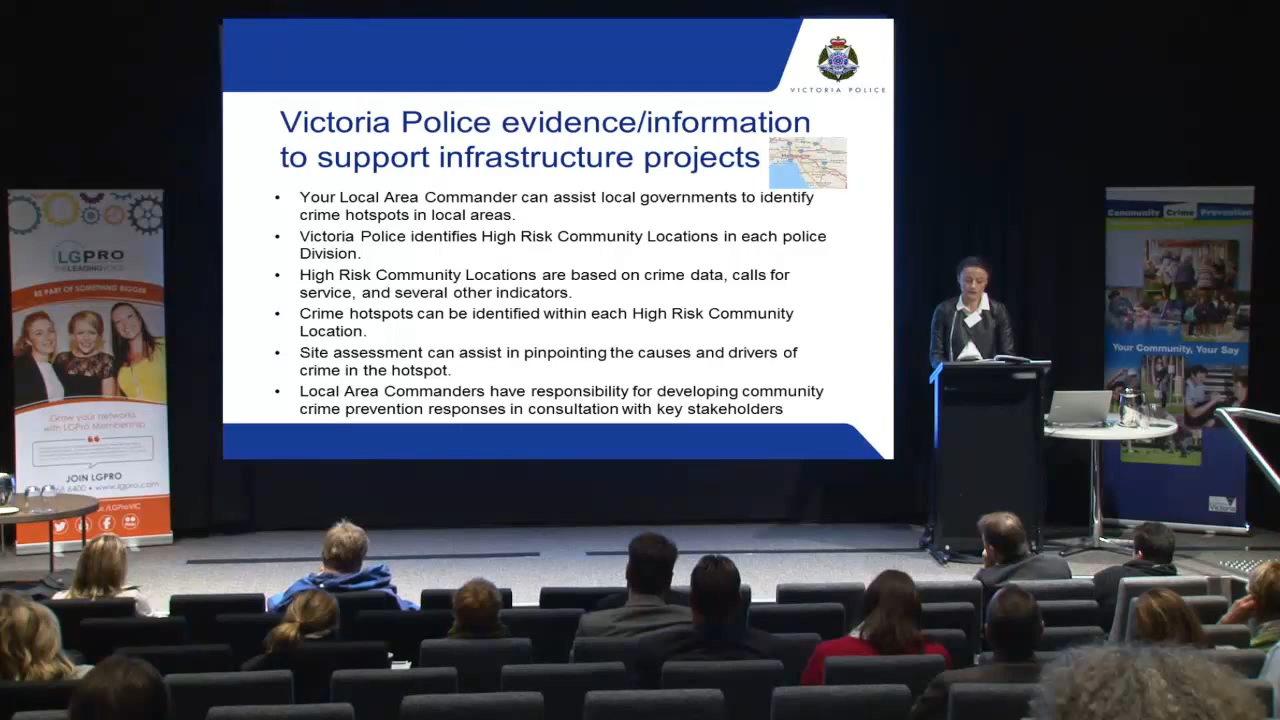 VICTORIA POLICE
Victoria Police evidence/information
to support infrastructure projects
• Your Local Area Commander can assist local governments to identify
crime hotspots in local areas.
• Victoria Police identifies High Risk Community Locations in each police
Division.
• High Risk Community Locations are based on crime data, calls for
service, and several other indicators.
• Crime hotspots can be identified within each High Risk Community
Location.
• Site assessment can assist in pinpointing the causes and drivers of
crime in the hotspot.
• Local Area Commanders have responsibility for developing community
crime prevention responses in consultation with key stakeholders
LGPRO
THE LEADING
BE PART OF SOMETHING BIGGER
Grow your networks
with LGPro Membership
JOIN LGPRO
6400 • www.lgpro.com
/LGProVIC
Community Crime Prevention
Your Community, Your Say
Victoria